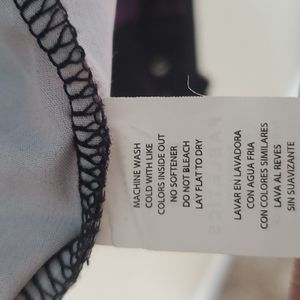 MACHINE WASH
COLD WITH LIKE
COLORS INSIDE OUT
NO SOFTENER
DO NOT BLEACH
LAY FLAT TO DRY
LAVAR EN LAVADORA
CON AGUA FRIA
CON COLORES SIMILARES
LAVA AL REVES
SIN SUAVIZANTE